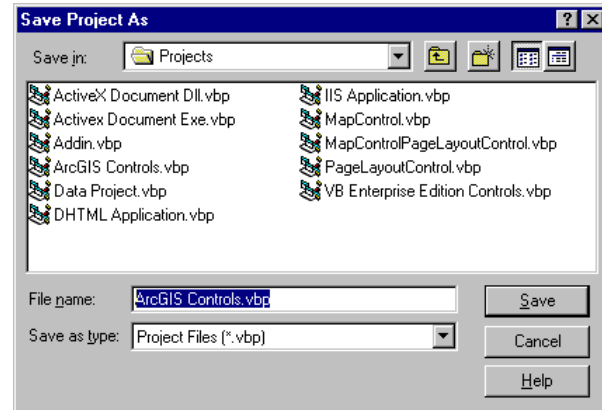 Save Project As
Save in: Projects
ActiveX Document Dll.vbp
Activex Document Exe.vbp
Addin.vbp
ArcGIS Controls.vbp
Data Project.vbp
DHTML Application.vbp
IIS Application.vbp
MapControl.vbp
MapControlPageLayoutControl.vbp
PageLayoutControl.vbp
VB Enterprise Edition Controls.vbp
File name: ArcGIS Controls.vbp
Save
Save as type: Project Files (*.vbp)
Cancel
Help